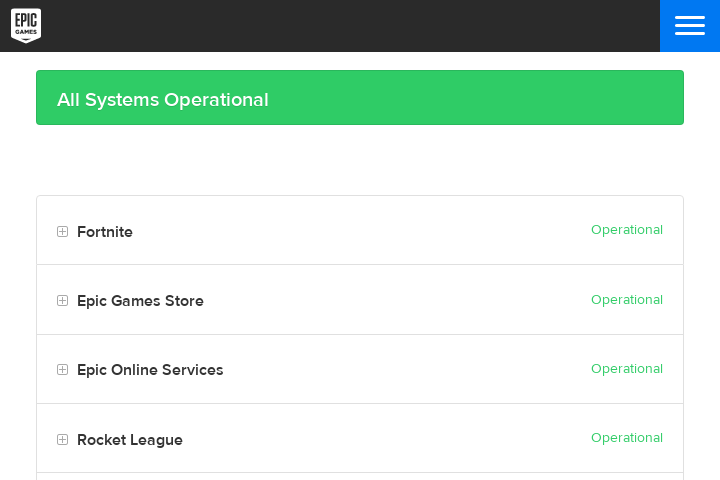 EPIC
GAMES
All Systems Operational
Fortnite Operational
Epic Games Store Operational
Epic Online Services Operational
Rocket League Operational